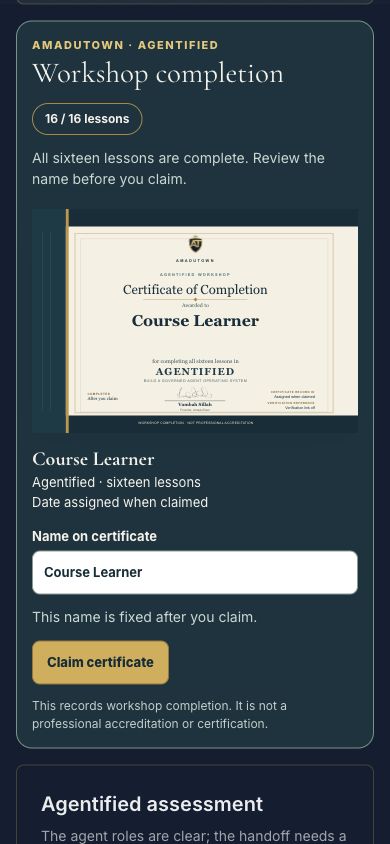 AMADUTOWN · AGENTIFIED
Workshop completion
16 / 16 lessons
All sixteen lessons are complete. Review the
name before you claim.
AT
AMADUTOWN
AGENTIFIED WORKSHOP
Certificate of Completion
Awarded to
Course Learner
for completing all sixteen lessons in
AGENTIFIED
BUILD A GOVERNED AGENT OPERATING SYSTEM
COMPLETED
After you claim
Vambah Sillah
CERTIFICATE RECORD ID
Assigned when claimed
VERIFICATION REFERENCE
Verification link off
WORKSHOP COMPLETION · NOT PROFESSIONAL ACCREDITATION
Course Learner
Agentified · sixteen lessons
Date assigned when claimed
Name on certificate
Course Learner
This name is fixed after you claim.
Claim certificate
This records workshop completion. It is not a
professional accreditation or certification.
Agentified assessment
The agent roles are clear; the handoff needs a